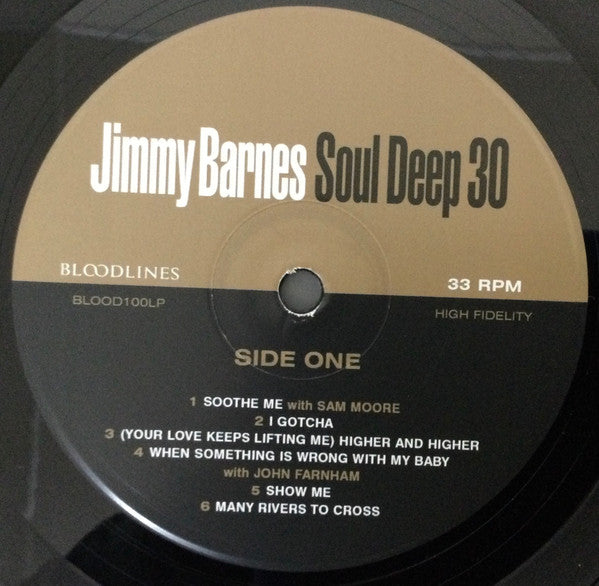 Jimmy Barnes Soul Deep 30
BLOODLINES
BLOOD100LP
33 RPM
HIGH FIDELITY
SIDE ONE
1 SOOTHE ME with SAM MOORE
2 I GOTCHA
3 (YOUR LOVE KEEPS LIFTING ME) HIGHER AND HIGHER
4 WHEN SOMETHING IS WRONG WITH MY BABY
with JOHN FARNHAM
5 SHOW ME
6 MANY RIVERS TO CROSS